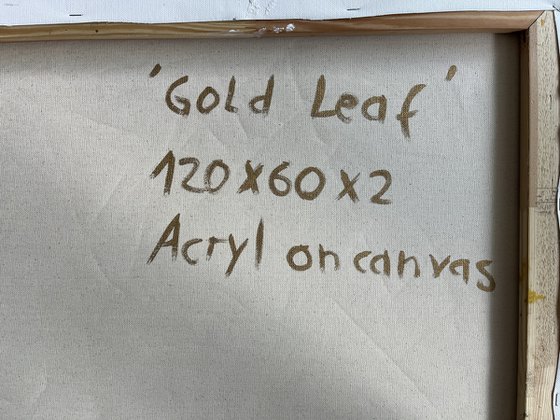 'Gold Leaf'
120x60x2
Acryl on canvas